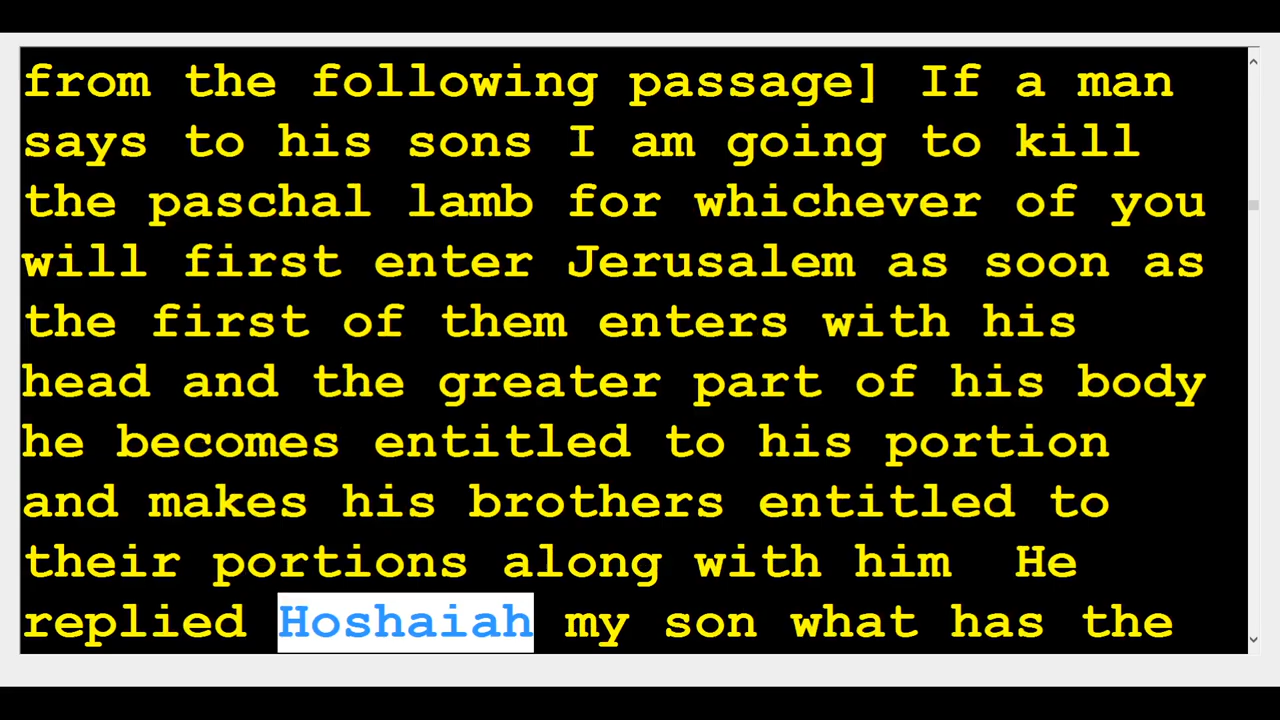 from the following passage] If a man
says to his sons I am going to kill
the paschal lamb for whichever of you
will first enter Jerusalem as soon as
the first of them enters with his
head and the greater part of his body
he becomes entitled to his portion
and makes his brothers entitled to
their portions along with him  He
replied Hoshaiah my son what has the